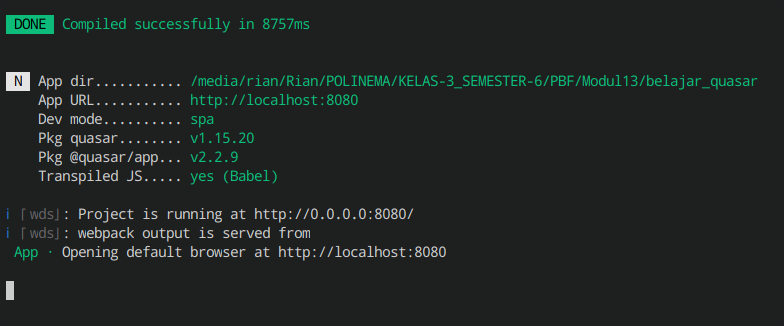 DONE Compiled successfully in 8757ms
N App dir........... /media/rian/Rian/POLINEMA/KELAS-3_SEMESTER-6/PBF/Modul13/belajar_quasar
App URL........... http://localhost:8080
Dev mode.......... spa
Pkg quasar........ v1.15.20
Pkg @quasar/app... v2.2.9
Transpiled JS..... yes (Babel)
i ｢wds｣: Project is running at http://0.0.0.0:8080/
i ｢wds｣: webpack output is served from
App · Opening default browser at http://localhost:8080